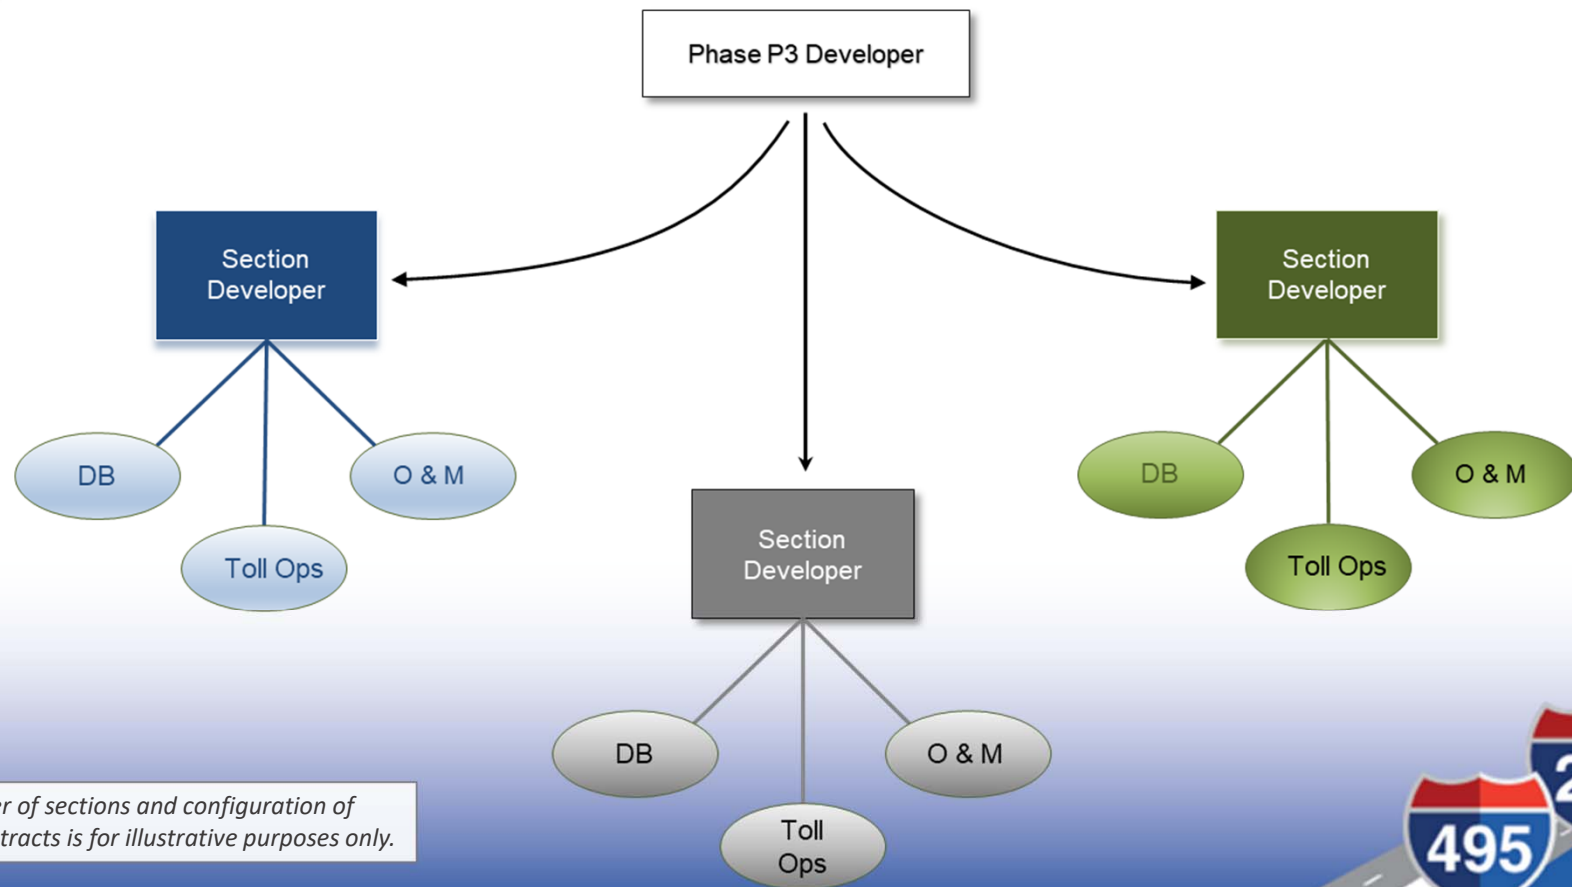 Phase P3 Developer
Section
Developer
Section
Developer
DB
O & M
Toll Ops
DB
O & M
Toll Ops
Section
Developer
DB
O & M
Toll
Ops
of sections and configuration of
is for illustrative purposes only.
495